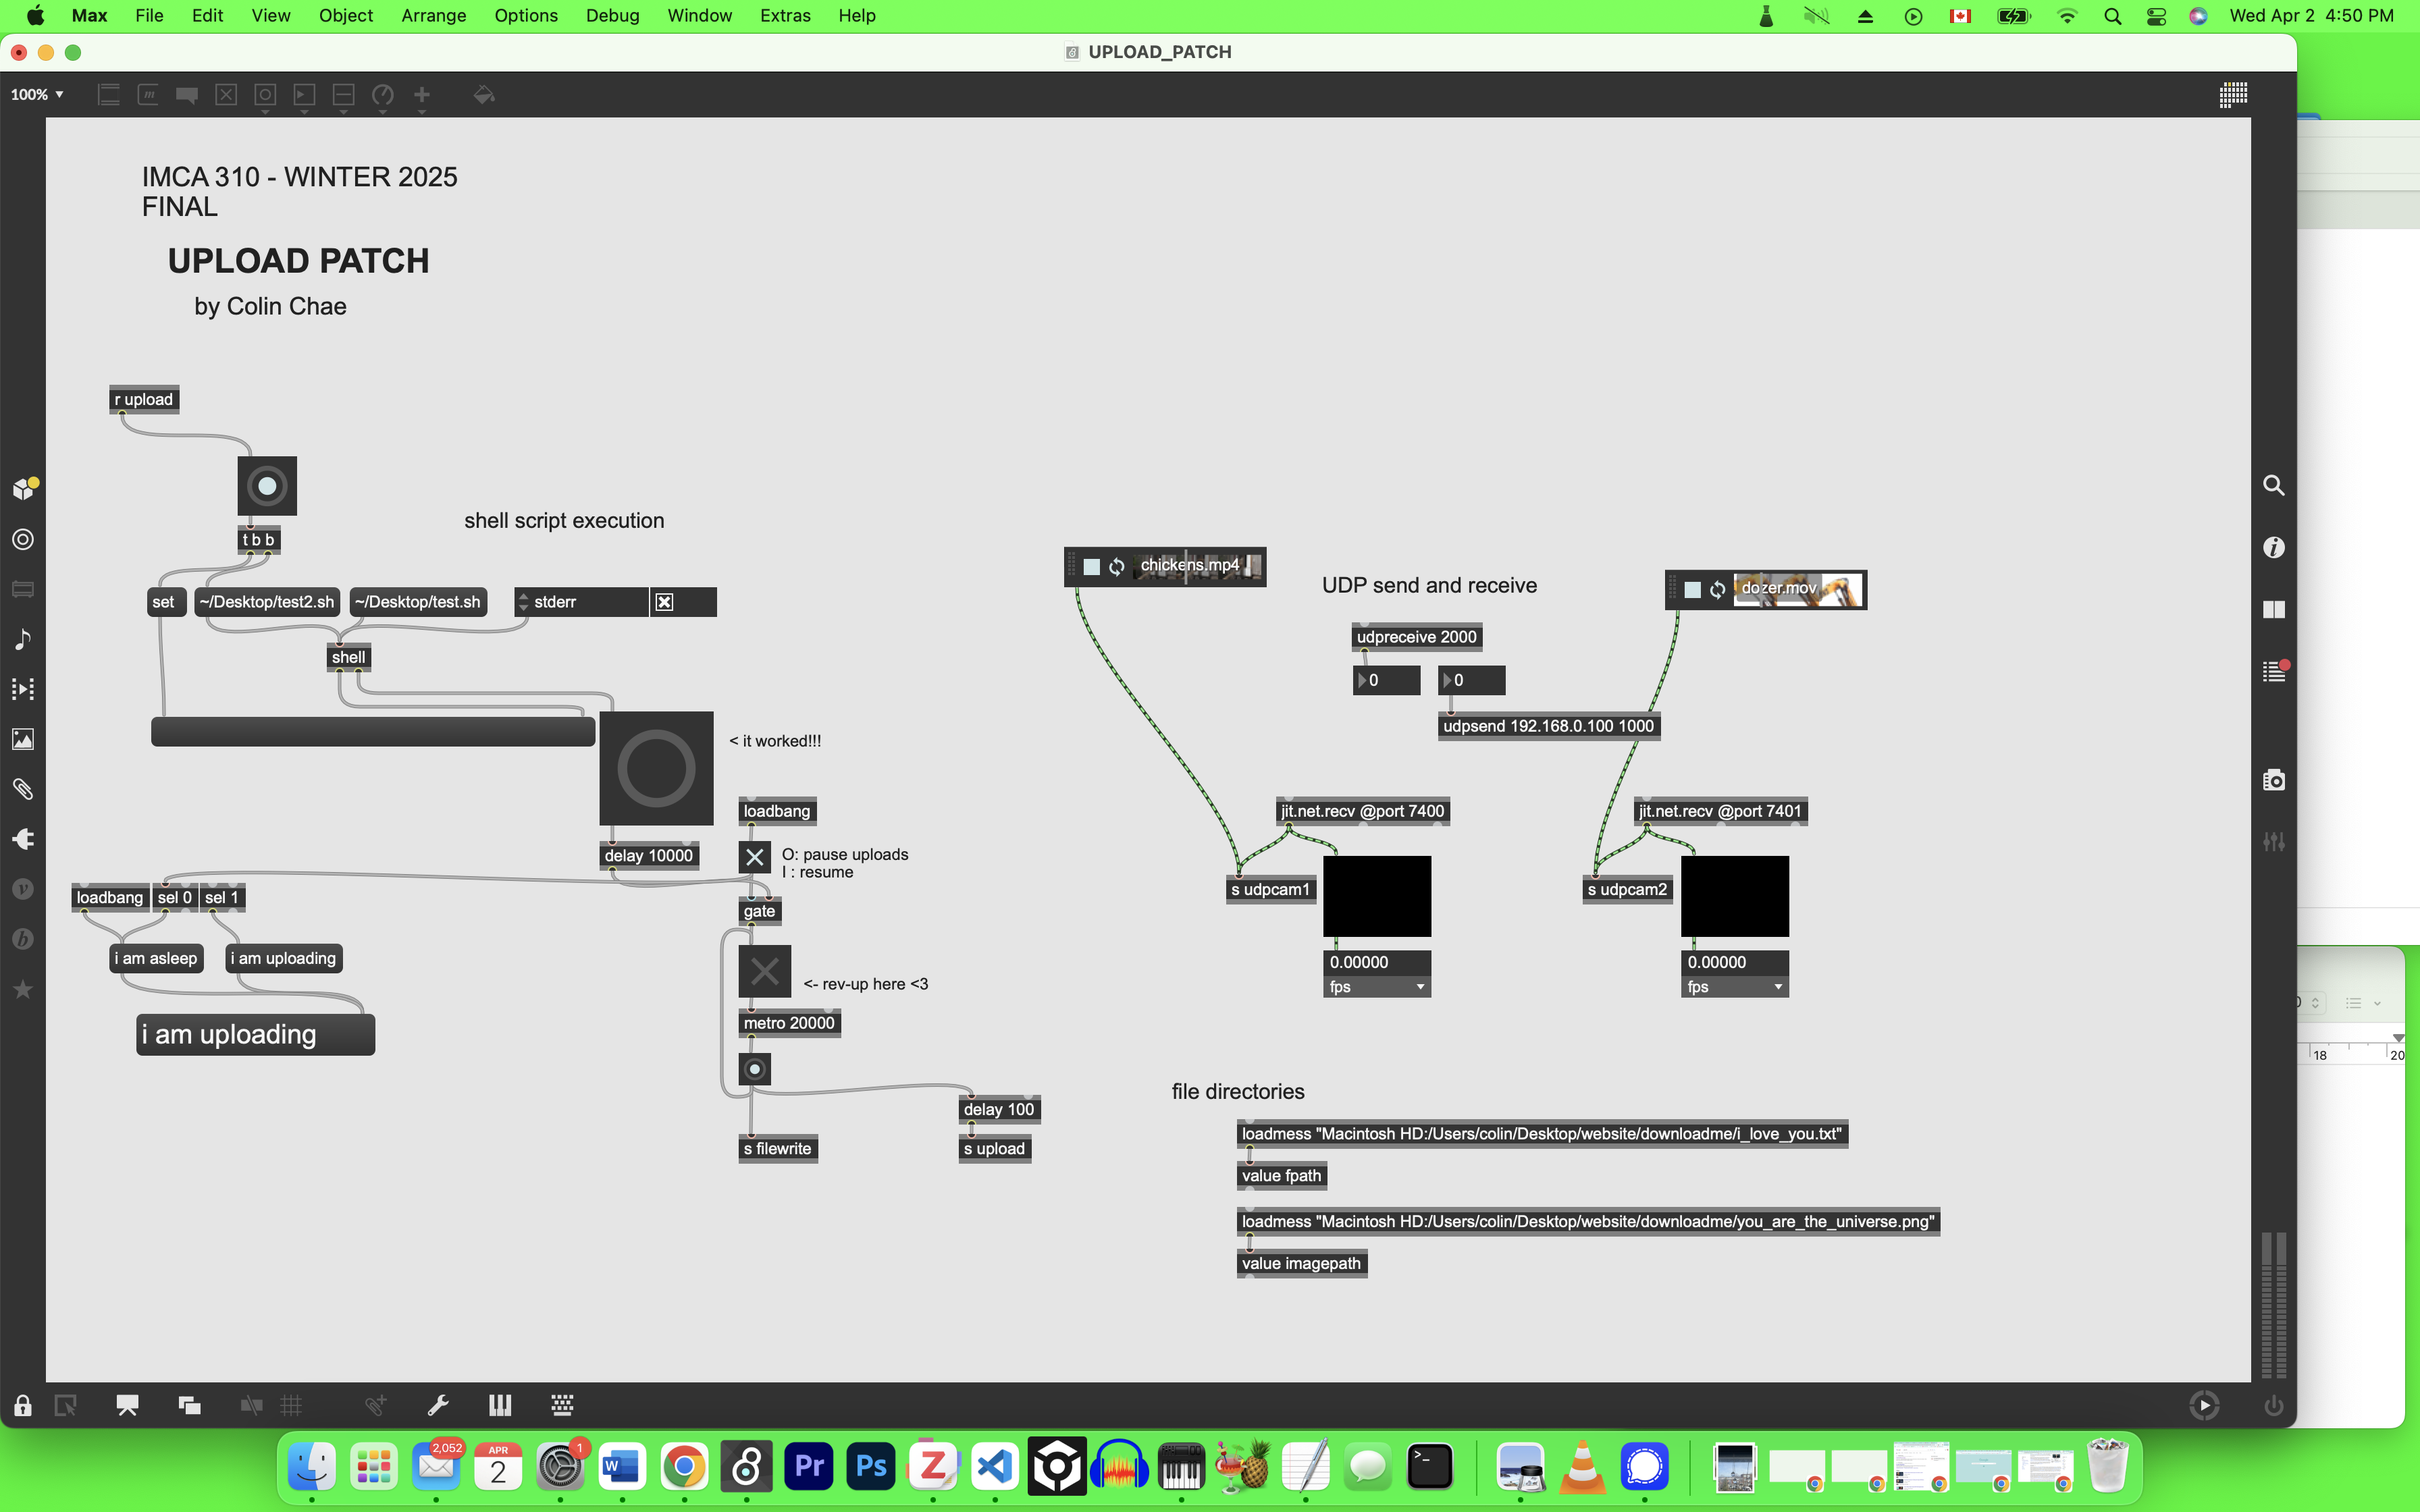 Max File Edit View Object Arrange Options Debug Window Extras Help
Wed Apr 2 4:50 PM
UPLOAD_PATCH
100%
IMCA 310 - WINTER 2025
FINAL
UPLOAD PATCH
by Colin Chae
r upload
t b b
shell script execution
set
~/Desktop/test2.sh
~/Desktop/test.sh
stderr
shell
< it worked!!!
loadbang
delay 10000
O: pause uploads
I : resume
loadbang
sel 0
sel 1
gate
i am asleep
i am uploading
<- rev-up here <3
i am uploading
metro 20000
delay 100
s filewrite
s upload
chickens.mp4
UDP send and receive
dozer.mov
udpreceive 2000
0
0
udpsend 192.168.0.100 1000
jit.net.recv @port 7400
jit.net.recv @port 7401
s udpcam1
s udpcam2
0.00000
fps
0.00000
fps
file directories
loadmess "Macintosh HD:/Users/colin/Desktop/website/downloadme/i_love_you.txt"
value fpath
loadmess "Macintosh HD:/Users/colin/Desktop/website/downloadme/you_are_the_universe.png"
value imagepath
18
20
2,052
APR
2
1
W
Pr
Ps
Z